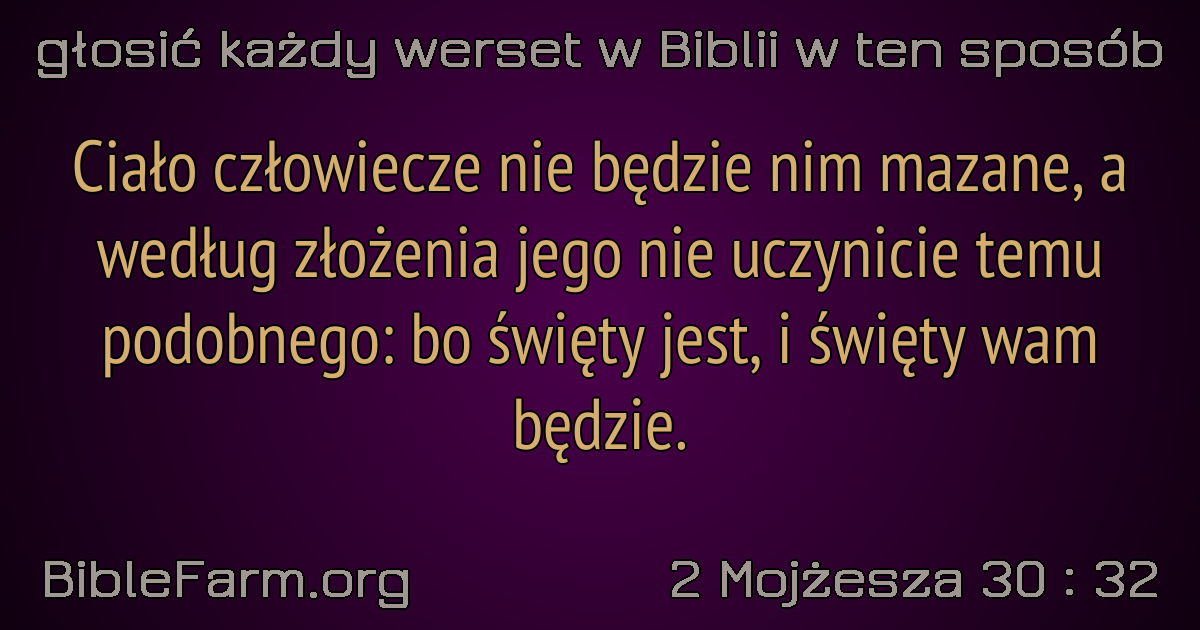 głosić każdy werset w Biblii w ten sposób
Ciało człowiecze nie będzie nim mazane, a
według złożenia jego nie uczynicie temu
podobnego: bo święty jest, i święty wam
będzie.
BibleFarm.org
2 Mojżesza 30 : 32